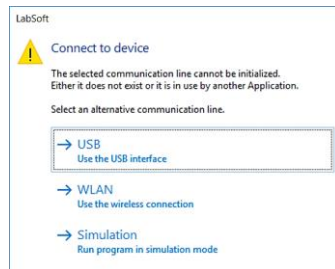 LabSoft
Connect to device
The selected communication line cannot be initialized.
Either it does not exist or it is in use by another Application.
Select an alternative communication line.
→ USB
Use the USB interface
→ WLAN
Use the wireless connection
→ Simulation
Run program in simulation mode